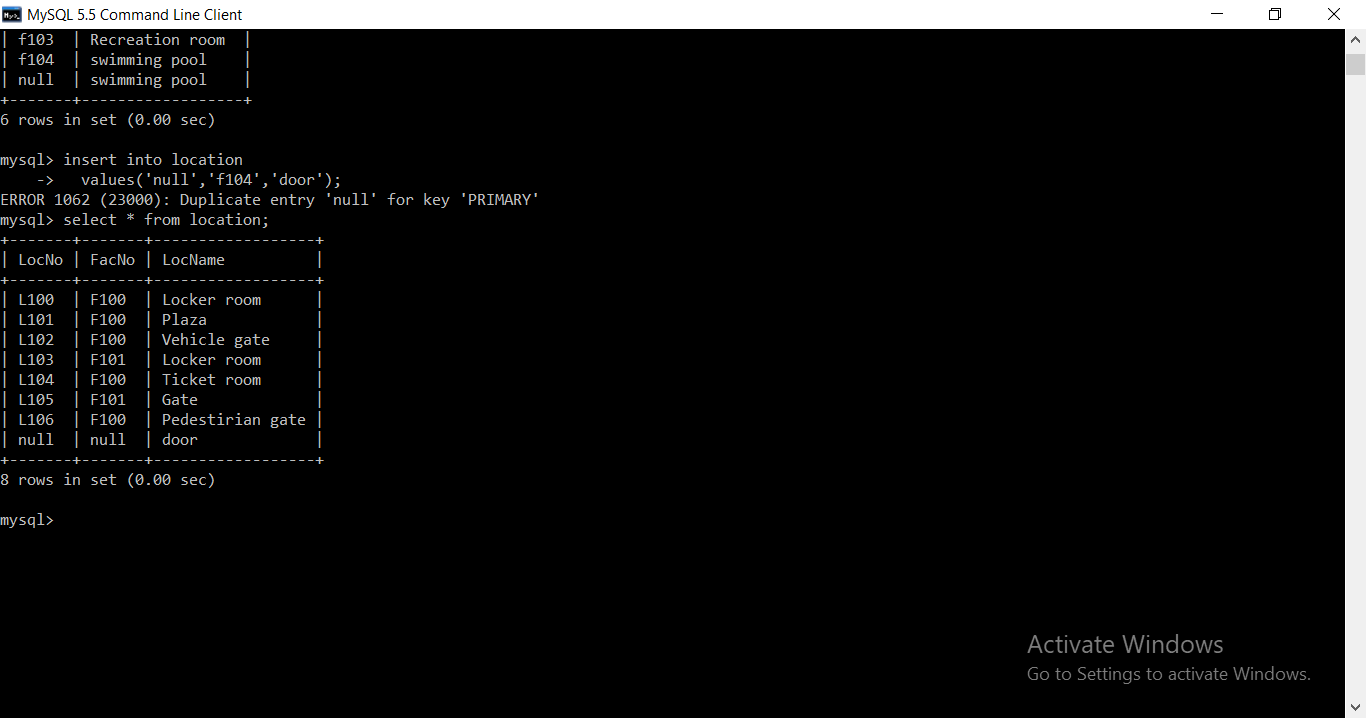 MySQL 5.5 Command Line Client
| f103  | Recreation room  |
| f104  | swimming pool    |
| null  | swimming pool    |
+-------+------------------+
6 rows in set (0.00 sec)
mysql> insert into location
    ->   values('null','f104','door');
ERROR 1062 (23000): Duplicate entry 'null' for key 'PRIMARY'
mysql> select * from location;
+-------+-------+------------------+
| LocNo | FacNo | LocName          |
+-------+-------+------------------+
| L100  | F100  | Locker room      |
| L101  | F100  | Plaza            |
| L102  | F100  | Vehicle gate     |
| L103  | F101  | Locker room      |
| L104  | F100  | Ticket room      |
| L105  | F101  | Gate             |
| L106  | F100  | Pedestirian gate |
| null  | null  | door             |
+-------+-------+------------------+
8 rows in set (0.00 sec)
mysql>
Activate Windows
Go to Settings to activate Windows.